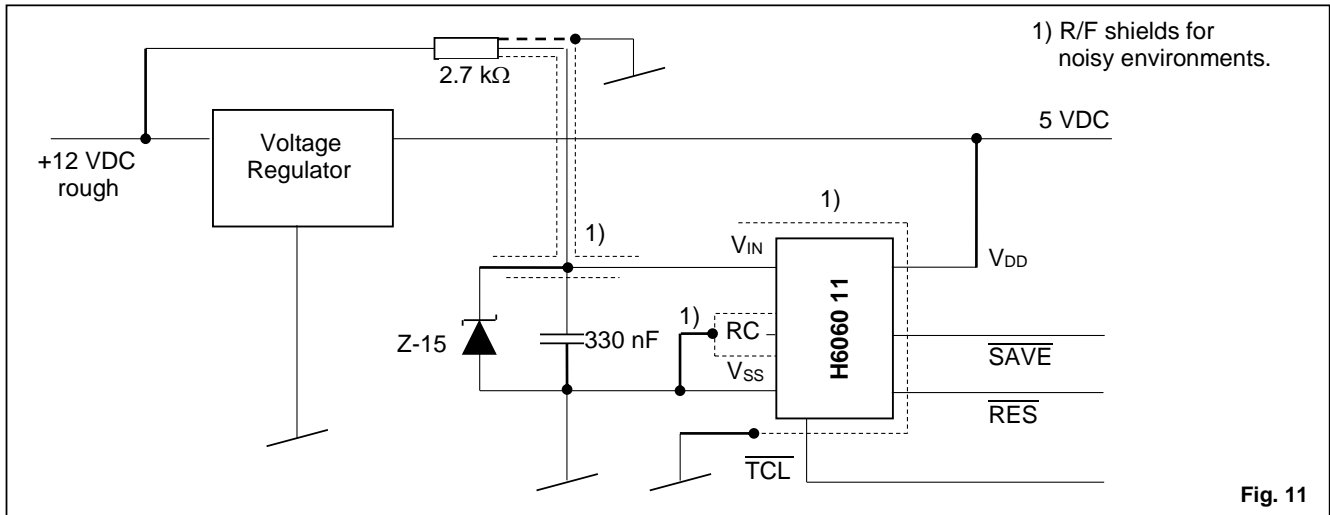 1) R/F shields for
noisy environments.
2.7 kΩ
5 VDC
+12 VDC
rough
Voltage
Regulator
1)
1)
VIN
VDD
H6060 11
1)
RC
Z-15
330 nF
SAVE
VSS
RES
TCL
Fig. 11